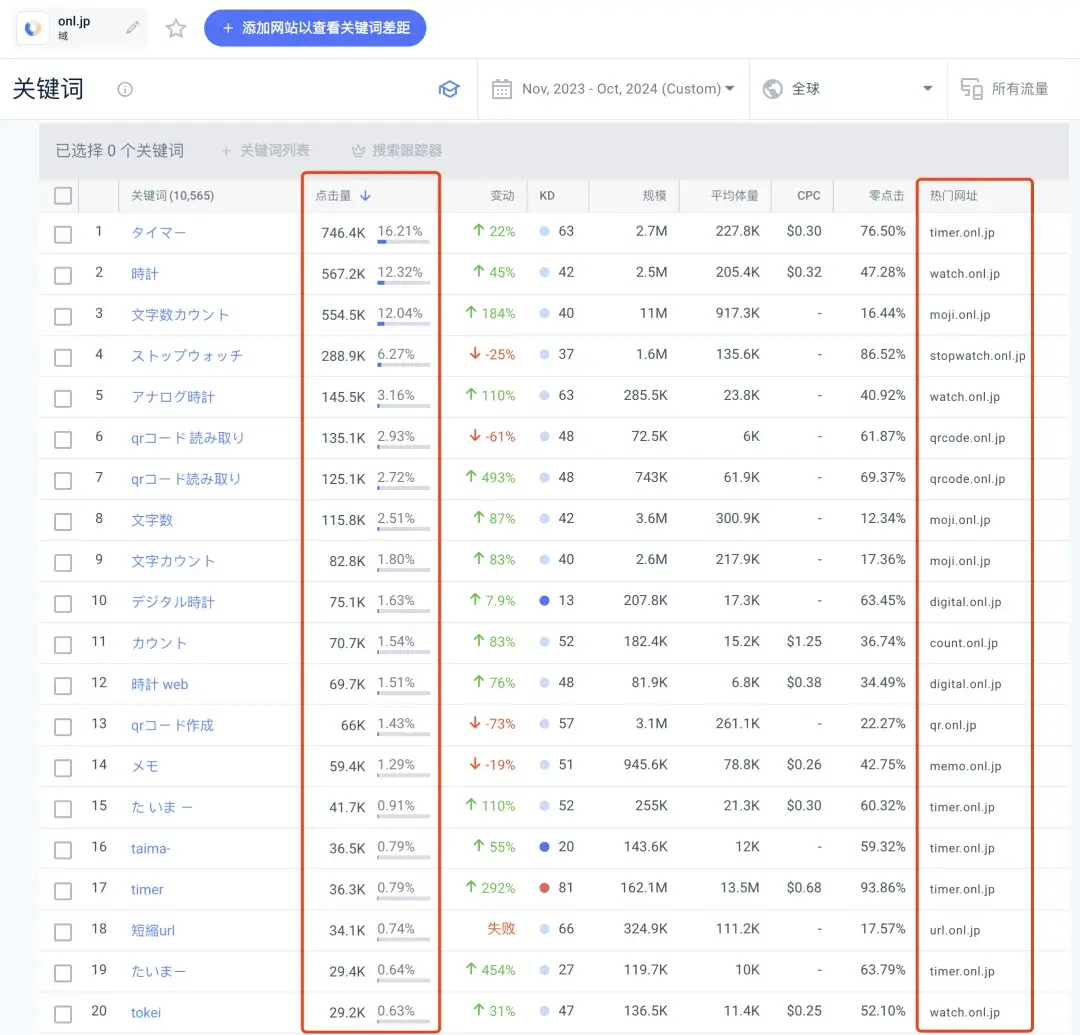 onl.jp
域
+ 添加网站以查看关键词差距
关键词
Nov, 2023 - Oct, 2024 (Custom)
全球
所有流量
已选择 0 个关键词 + 关键词列表 搜索跟踪器
关键词 (10,565) 点击量 ↓ 变动 KD 规模 平均体量 CPC 零点击 热门网址
1 タイマー 746.4K 16.21% ↑ 22% 63 2.7M 227.8K $0.30 76.50% timer.onl.jp
2 時計 567.2K 12.32% ↑ 45% 42 2.5M 205.4K $0.32 47.28% watch.onl.jp
3 文字数カウント 554.5K 12.04% ↑ 184% 40 11M 917.3K - 16.44% moji.onl.jp
4 ストップウォッチ 288.9K 6.27% ↓ -25% 37 1.6M 135.6K - 86.52% stopwatch.onl.jp
5 アナログ時計 145.5K 3.16% ↑ 110% 63 285.5K 23.8K - 40.92% watch.onl.jp
6 qrコード 読み取り 135.1K 2.93% ↓ -61% 48 72.5K 6K - 61.87% qrcode.onl.jp
7 qrコード読み取り 125.1K 2.72% ↑ 493% 48 743K 61.9K - 69.37% qrcode.onl.jp
8 文字数 115.8K 2.51% ↑ 87% 42 3.6M 300.9K - 12.34% moji.onl.jp
9 文字カウント 82.8K 1.80% ↑ 83% 40 2.6M 217.9K - 17.36% moji.onl.jp
10 デジタル時計 75.1K 1.63% ↑ 7.9% 13 207.8K 17.3K - 63.45% digital.onl.jp
11 カウント 70.7K 1.54% ↑ 83% 52 182.4K 15.2K $1.25 36.74% count.onl.jp
12 時計 web 69.7K 1.51% ↑ 76% 48 81.9K 6.8K $0.38 34.49% digital.onl.jp
13 qrコード作成 66K 1.43% ↓ -73% 57 3.1M 261.1K - 22.27% qr.onl.jp
14 メモ 59.4K 1.29% ↓ -19% 51 945.6K 78.8K $0.26 42.75% memo.onl.jp
15 た いま ー 41.7K 0.91% ↑ 110% 52 255K 21.3K $0.30 60.32% timer.onl.jp
16 taima- 36.5K 0.79% ↑ 55% 20 143.6K 12K - 59.32% timer.onl.jp
17 timer 36.3K 0.79% ↑ 292% 81 162.1M 13.5M $0.68 93.86% timer.onl.jp
18 短縮url 34.1K 0.74% 失败 66 324.9K 111.2K - 17.57% url.onl.jp
19 たいまー 29.4K 0.64% ↑ 454% 27 119.7K 10K - 63.79% timer.onl.jp
20 tokei 29.2K 0.63% ↑ 31% 47 136.5K 11.4K $0.25 52.10% watch.onl.jp